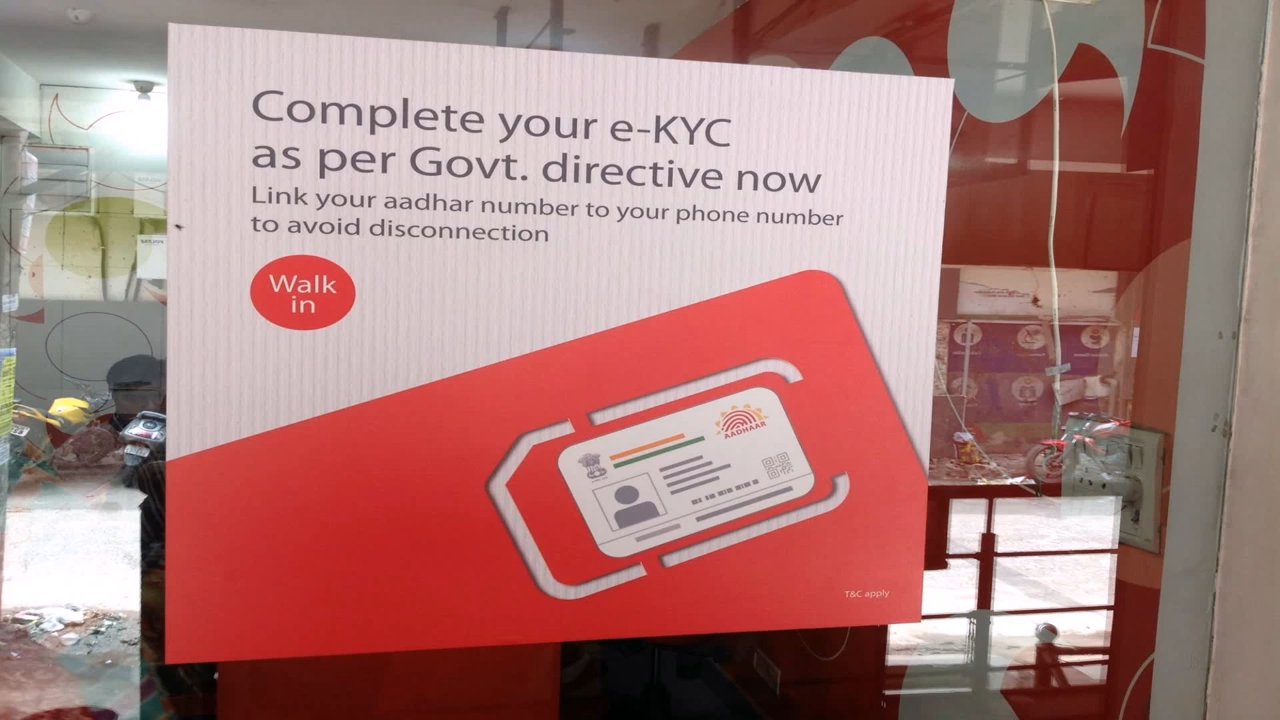 Complete your e-KYC
as per Govt. directive now
Link your aadhar number to your phone number
to avoid disconnection
Walk
in
AADHAAR
T&C apply